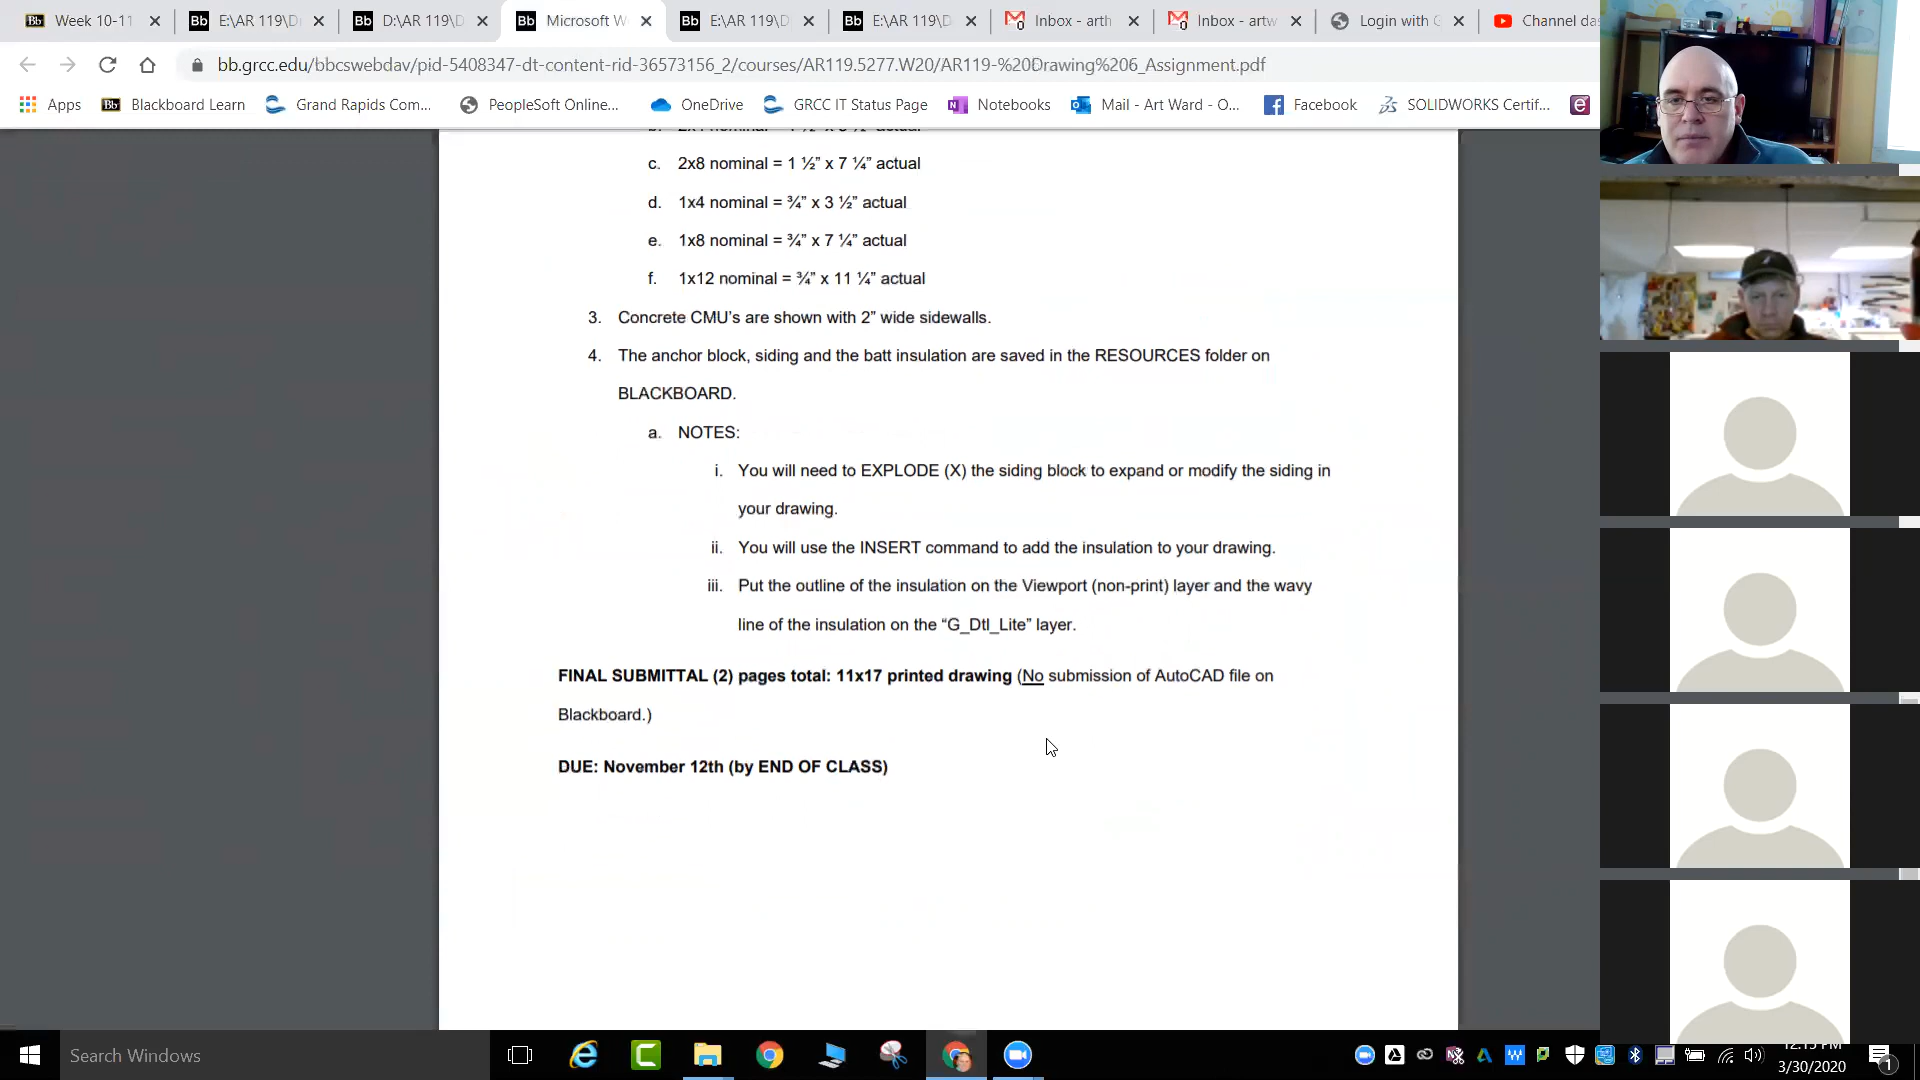 Week 10-11
E:\AR 119\D
D:\AR 119\D
Microsoft W
E:\AR 119\D
E:\AR 119\D
Inbox - arth
Inbox - artw
Login with G
Channel das
bb.grcc.edu/bbcswebdav/pid-5408347-dt-content-rid-36573156_2/courses/AR119.5277.W20/AR119-%20Drawing%206_Assignment.pdf
Apps
Blackboard Learn
Grand Rapids Com...
PeopleSoft Online...
OneDrive
GRCC IT Status Page
Notebooks
Mail - Art Ward - O...
Facebook
SOLIDWORKS Certif...
c. 2x8 nominal = 1 ½” x 7 ¼” actual
d. 1x4 nominal = ¾” x 3 ½” actual
e. 1x8 nominal = ¾” x 7 ¼” actual
f. 1x12 nominal = ¾” x 11 ¼” actual
3. Concrete CMU’s are shown with 2” wide sidewalls.
4. The anchor block, siding and the batt insulation are saved in the RESOURCES folder on
BLACKBOARD.
a. NOTES:
i. You will need to EXPLODE (X) the siding block to expand or modify the siding in
your drawing.
ii. You will use the INSERT command to add the insulation to your drawing.
iii. Put the outline of the insulation on the Viewport (non-print) layer and the wavy
line of the insulation on the “G_Dtl_Lite” layer.
FINAL SUBMITTAL (2) pages total: 11x17 printed drawing (No submission of AutoCAD file on
Blackboard.)
DUE: November 12th (by END OF CLASS)
Search Windows
12:15 PM
3/30/2020
1